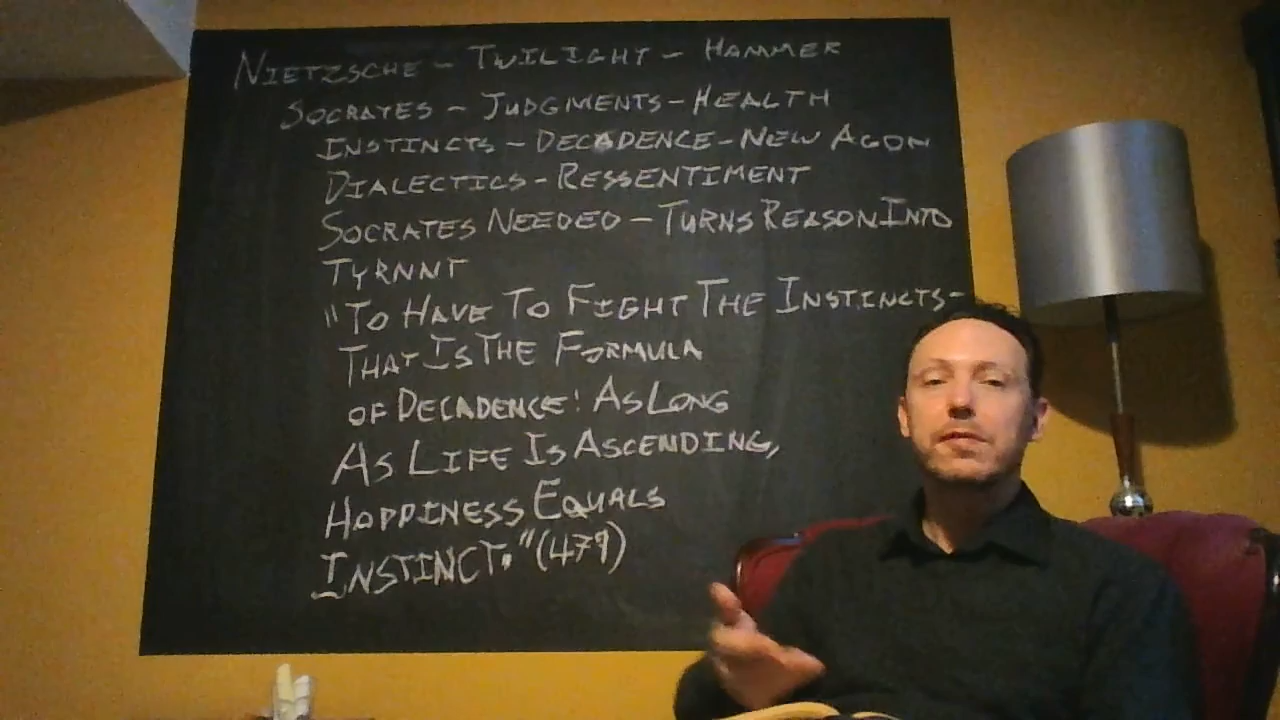 NIETZSCHE - TWILIGHT - HAMMER
SOCRATES - JUDGMENTS - HEALTH
INSTINCTS - DECADENCE - NEW AGON
DIALECTICS - RESSENTIMENT
SOCRATES NEEDED - TURNS REASON INTO
TYRNNT
"TO HAVE TO FIGHT THE INSTINCTS -
THAT IS THE FORMULA
OF DECADENCE: AS LONG
AS LIFE IS ASCENDING,
HAPPINESS EQUALS
INSTINCT." (479)